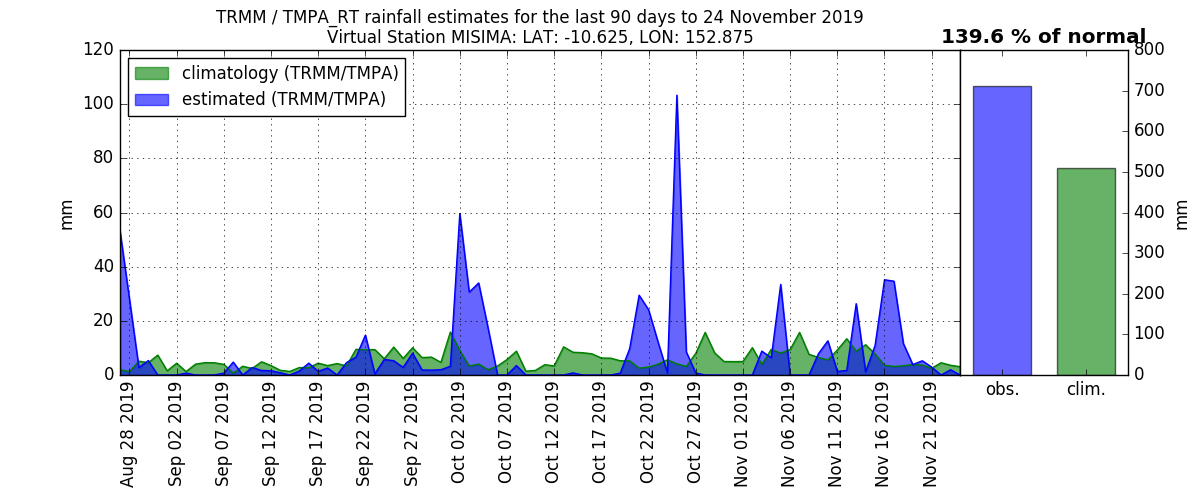 TRMM / TMPA_RT rainfall estimates for the last 90 days to 24 November 2019
Virtual Station MISIMA: LAT: -10.625, LON: 152.875
139.6 % of normal
climatology (TRMM/TMPA)
estimated (TRMM/TMPA)
120
100
80
60
40
20
0
mm
Aug 28 2019
Sep 02 2019
Sep 07 2019
Sep 12 2019
Sep 17 2019
Sep 22 2019
Sep 27 2019
Oct 02 2019
Oct 07 2019
Oct 12 2019
Oct 17 2019
Oct 22 2019
Oct 27 2019
Nov 01 2019
Nov 06 2019
Nov 11 2019
Nov 16 2019
Nov 21 2019
obs.
clim.
800
700
600
500
400
300
200
100
0
mm